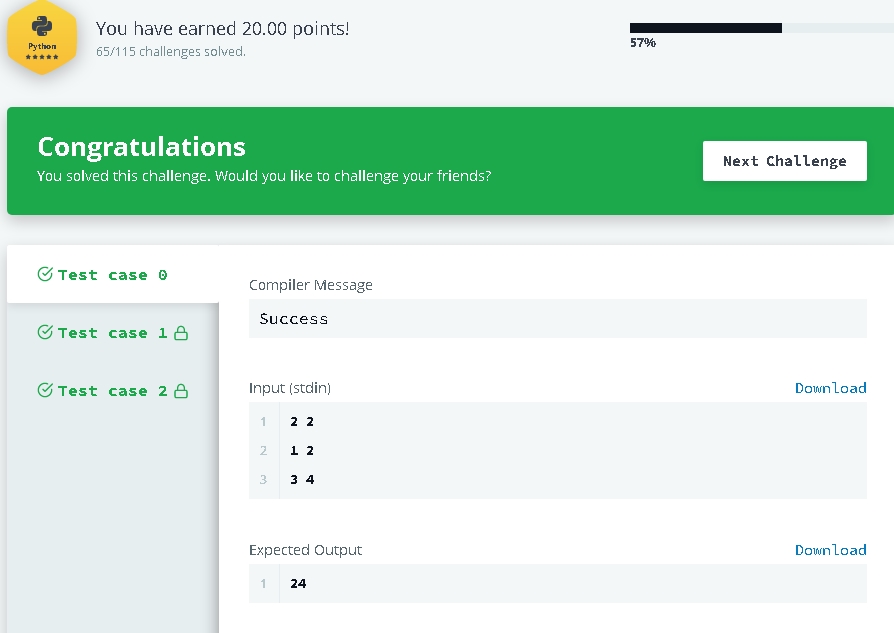 Python
★★★★★
You have earned 20.00 points!
65/115 challenges solved.
57%
Congratulations
You solved this challenge. Would you like to challenge your friends?
Next Challenge
Test case 0
Test case 1
Test case 2
Compiler Message
Success
Input (stdin)
Download
1 2 2
2 1 2
3 3 4
Expected Output
Download
1 24